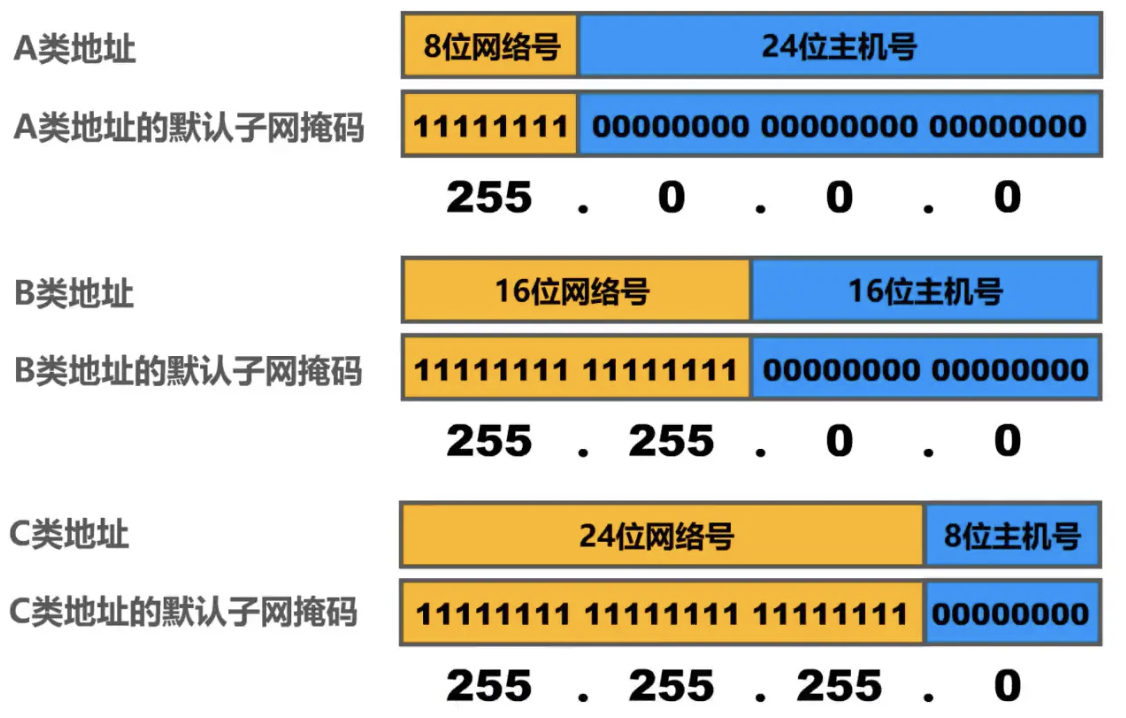 A类地址
8位网络号 24位主机号
A类地址的默认子网掩码
11111111 00000000 00000000 00000000
255 . 0 . 0 . 0
B类地址
16位网络号 16位主机号
B类地址的默认子网掩码
11111111 11111111 00000000 00000000
255 . 255 . 0 . 0
C类地址
24位网络号 8位主机号
C类地址的默认子网掩码
11111111 11111111 11111111 00000000
255 . 255 . 255 . 0